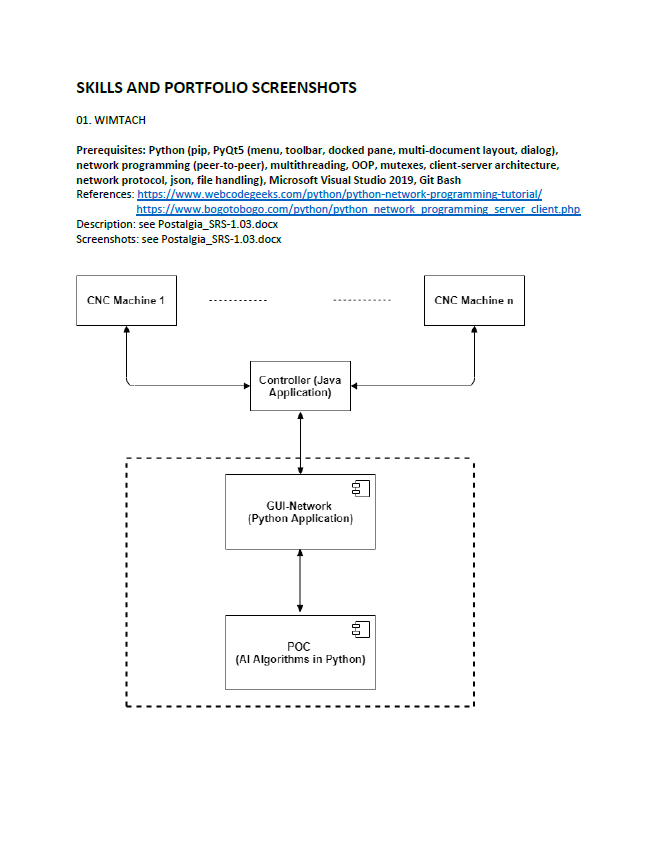 SKILLS AND PORTFOLIO SCREENSHOTS
01. WIMTACH
Prerequisites: Python (pip, PyQt5 (menu, toolbar, docked pane, multi-document layout, dialog),
network programming (peer-to-peer), multithreading, OOP, mutexes, client-server architecture,
network protocol, json, file handling), Microsoft Visual Studio 2019, Git Bash
References: https://www.webcodegeeks.com/python/python-network-programming-tutorial/
https://www.bogotobogo.com/python/python_network_programming_server_client.php
Description: see Postalgia_SRS-1.03.docx
Screenshots: see Postalgia_SRS-1.03.docx
CNC Machine 1
CNC Machine n
Controller (Java
Application)
GUI-Network
(Python Application)
POC
(AI Algorithms in Python)